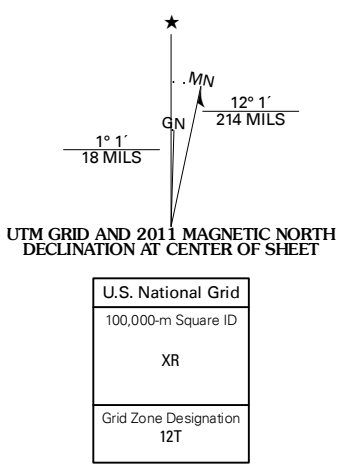 ★
MN
GN
12° 1´
214 MILS
1° 1´
18 MILS
UTM GRID AND 2011 MAGNETIC NORTH
DECLINATION AT CENTER OF SHEET
U.S. National Grid
100,000-m Square ID
XR
Grid Zone Designation
12T